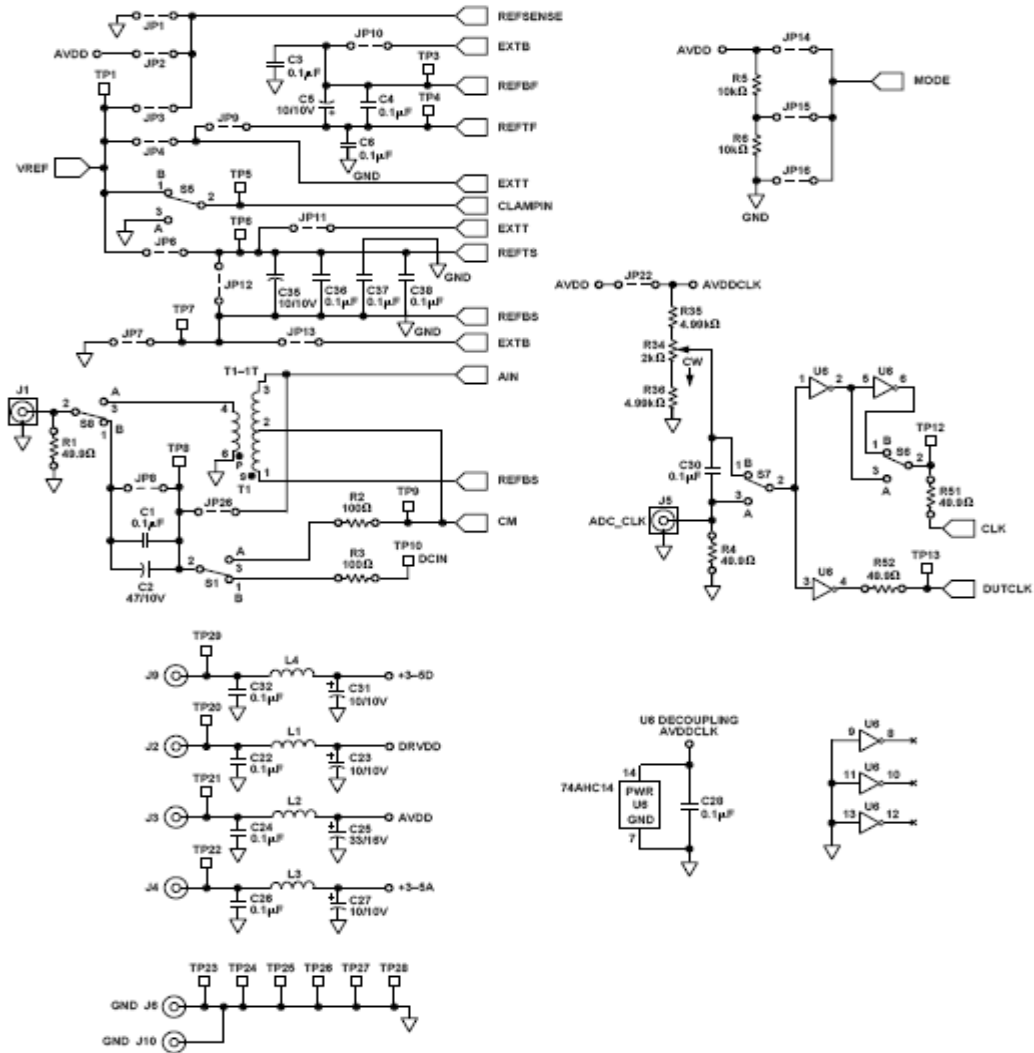 JP1
REFSENSE
AVDD
JP2
TP1
JP3
JP10
EXTB
C3
0.1µF
TP3
REFBF
C5
10/10V
C4
0.1µF
TP4
JP9
REFTF
JP4
C6
0.1µF
GND
VREF
EXTT
B
1
S5
2
TP5
CLAMPIN
3
A
JP11
EXTT
TP6
JP6
REFTS
GND
JP12
C35
10/10V
C36
0.1µF
C37
0.1µF
C38
0.1µF
GND
TP7
REFBS
JP7
JP13
EXTB
AVDD
JP14
R5
10kΩ
MODE
JP15
R6
10kΩ
JP16
GND
T1–1T
AIN
J1
A
2
3
S8
B
1
4
3
2
6
P
9
1
T1
R1
49.9Ω
TP8
JP8
REFBS
JP26
C1
0.1µF
R2
100Ω
TP9
CM
A
2
3
S1
1
B
R3
100Ω
TP10
DCIN
C2
47/10V
AVDD
JP22
AVDDCLK
R35
4.99kΩ
R34
2kΩ
CW
R36
4.99kΩ
C30
0.1µF
1
B
S7
2
3
A
J5
ADC_CLK
R4
49.9Ω
U6
1
2
U6
5
6
1
B
S6
2
3
A
TP12
R51
49.9Ω
CLK
U6
3
4
R52
49.9Ω
TP13
DUTCLK
TP29
J9
L4
+3–5D
C32
0.1µF
C31
10/10V
TP20
J2
L1
DRVDD
C22
0.1µF
C23
10/10V
TP21
J3
L2
AVDD
C24
0.1µF
C25
33/16V
TP22
J4
L3
+3–5A
C26
0.1µF
C27
10/10V
U6 DECOUPLING
AVDDCLK
14
74AHC14
PWR
U6
GND
7
C28
0.1µF
U6
9
8
U6
11
10
U6
13
12
TP23
TP24
TP25
TP26
TP27
TP28
GND J6
GND J10